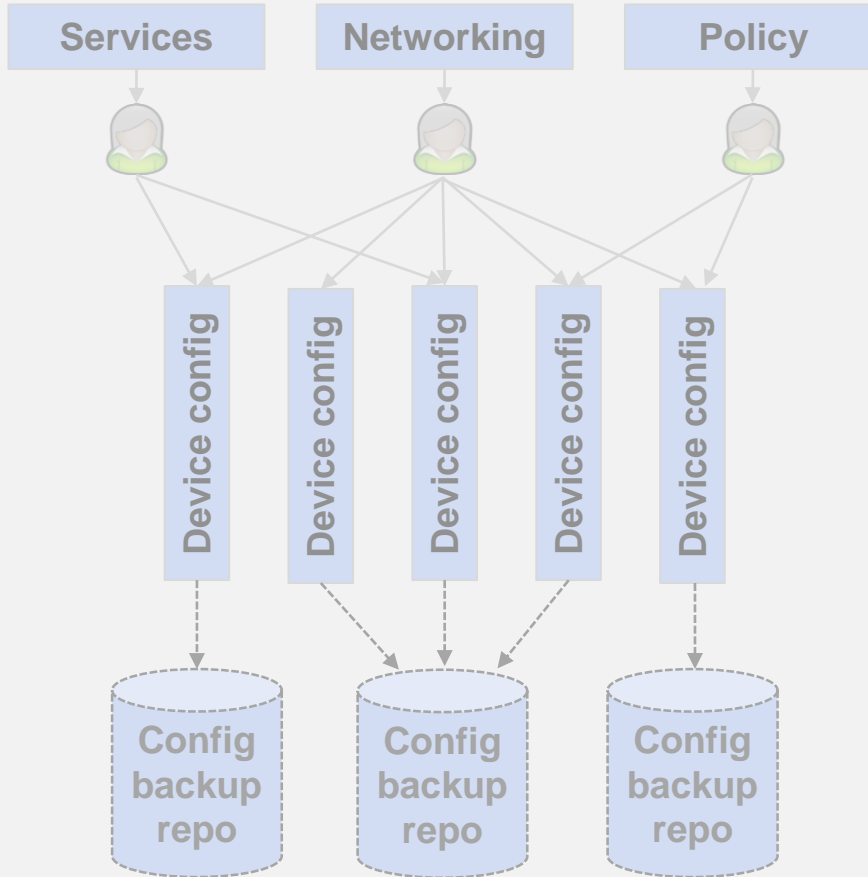 Services
Networking
Policy
Device config
Device config
Device config
Device config
Device config
Config
backup
repo
Config
backup
repo
Config
backup
repo